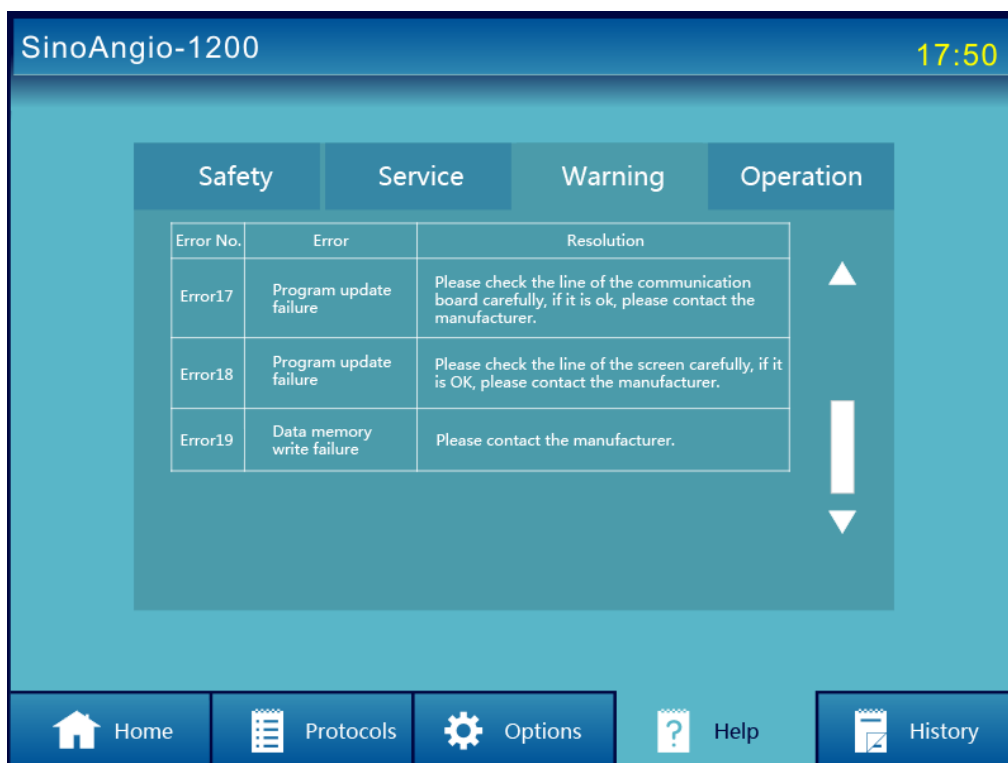 SinoAngio-1200
17:50
Safety
Service
Warning
Operation
Error No.
Error
Resolution
Error17
Program update
failure
Please check the line of the communication
board carefully, if it is ok, please contact the
manufacturer.
Error18
Program update
failure
Please check the line of the screen carefully, if it
is OK, please contact the manufacturer.
Error19
Data memory
write failure
Please contact the manufacturer.
Home
Protocols
Options
?
Help
History